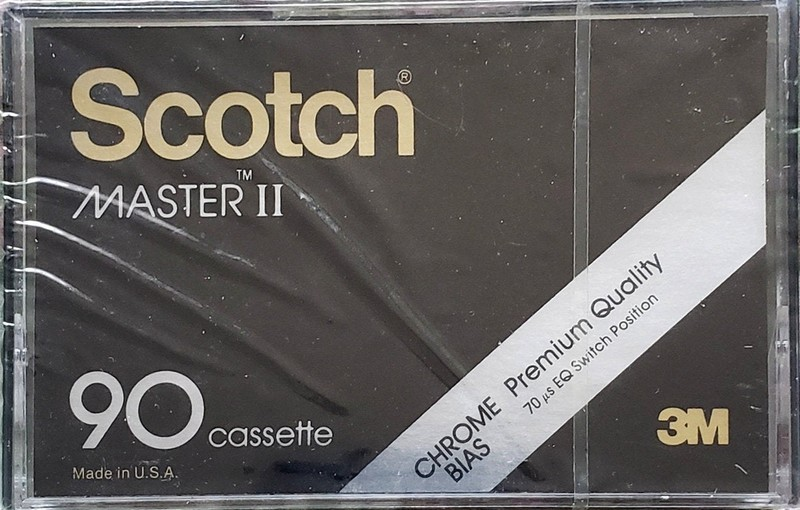 Scotch®
MASTER™ II
90 cassette
Made in U.S.A.
CHROME Premium Quality
BIAS 70 μs EQ Switch Position
3M